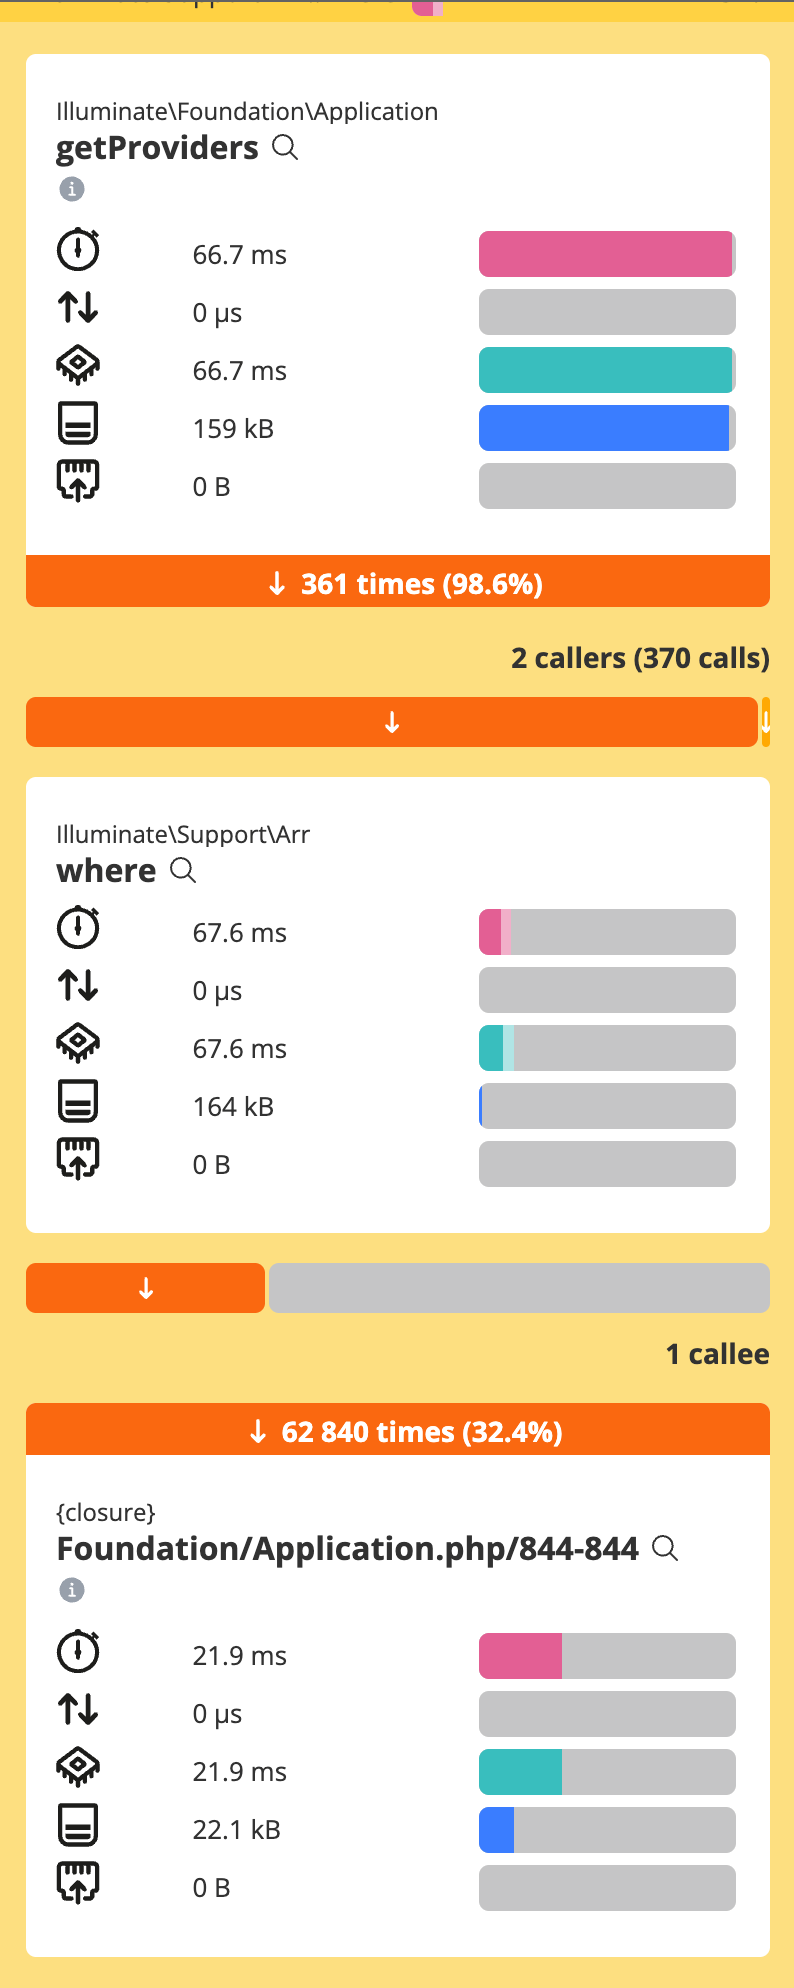 Illuminate\Foundation\Application
getProviders
66.7 ms
0 µs
66.7 ms
159 kB
0 B
↓ 361 times (98.6%)
2 callers (370 calls)
Illuminate\Support\Arr
where
67.6 ms
0 µs
67.6 ms
164 kB
0 B
1 callee
↓ 62 840 times (32.4%)
{closure}
Foundation/Application.php/844-844
21.9 ms
0 µs
21.9 ms
22.1 kB
0 B